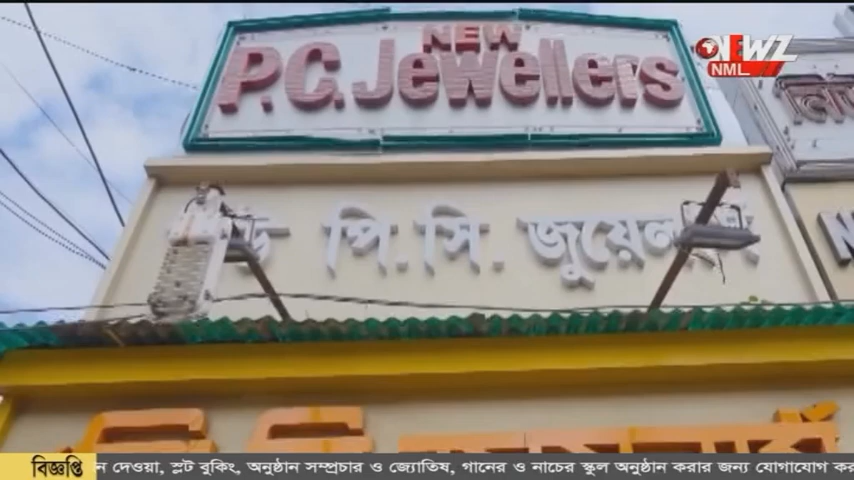 NEW
P.C. Jewellers
NEWZ
NML
পি. সি. জুয়েলার্স
বিজ্ঞপ্তি
ন দেওয়া, স্লট বুকিং, অনুষ্ঠান সম্প্রচার ও জ্যোতিষ, গানের ও নাচের স্কুল অনুষ্ঠান করার জন্য যোগাযোগ কর